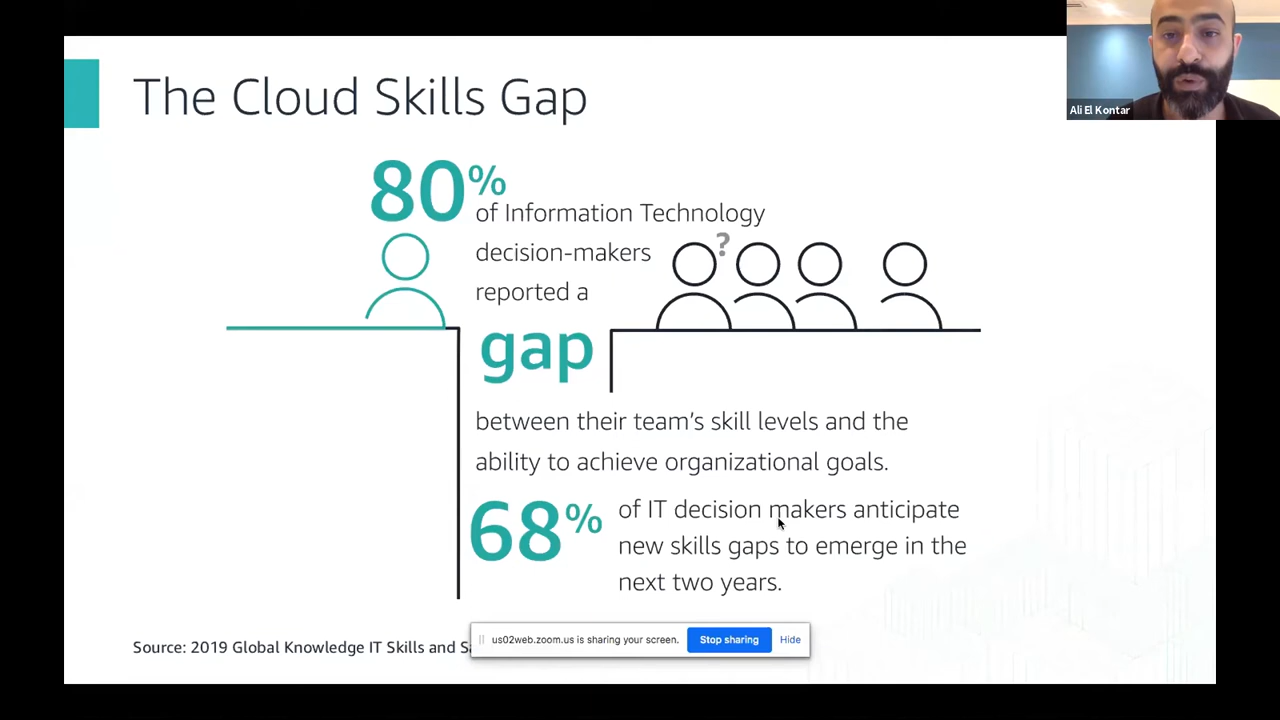 Ali El Kontar
The Cloud Skills Gap
80%
of Information Technology
decision-makers
reported a
?
gap
between their team's skill levels and the
ability to achieve organizational goals.
68%
of IT decision makers anticipate
new skills gaps to emerge in the
next two years.
us02web.zoom.us is sharing your screen.
Stop sharing
Hide
Source: 2019 Global Knowledge IT Skills and